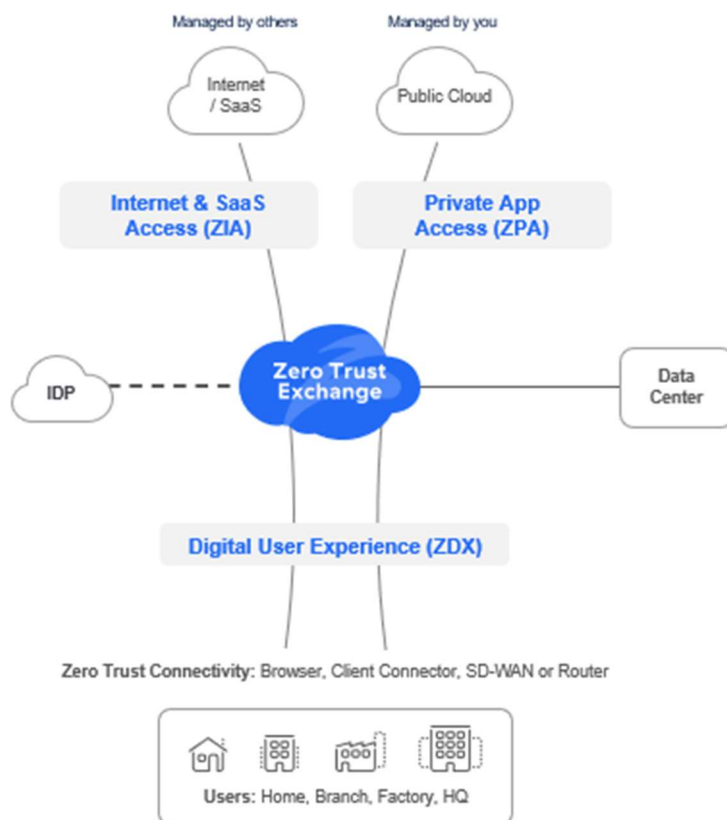 Managed by others
Managed by you
Internet
/ SaaS
Public Cloud
Internet & SaaS
Access (ZIA)
Private App
Access (ZPA)
IDP
Zero Trust
Exchange
Data
Center
Digital User Experience (ZDX)
Zero Trust Connectivity: Browser, Client Connector, SD-WAN or Router
Users: Home, Branch, Factory, HQ